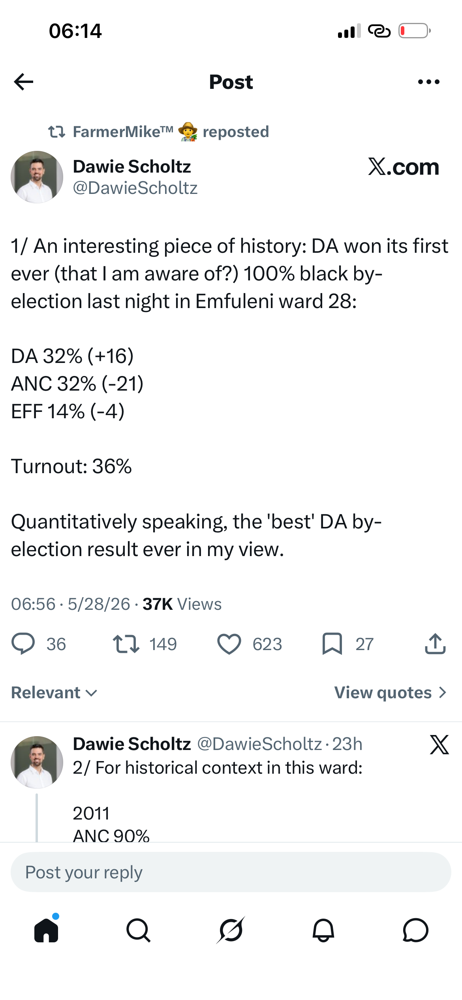 06:14
Post
FarmerMike™ 🧑‍🌾 reposted
Dawie Scholtz
@DawieScholtz
X.com
1/ An interesting piece of history: DA won its first
ever (that I am aware of?) 100% black by-
election last night in Emfuleni ward 28:
DA 32% (+16)
ANC 32% (-21)
EFF 14% (-4)
Turnout: 36%
Quantitatively speaking, the 'best' DA by-
election result ever in my view.
06:56 · 5/28/26 · 37K Views
36 149 623 27
Relevant View quotes
Dawie Scholtz @DawieScholtz · 23h
2/ For historical context in this ward:
2011
ANC 90%
Post your reply